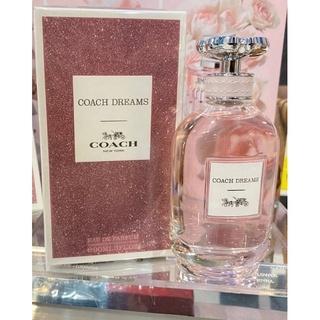 COACH DREAMS
COACH
NEW YORK
EAU DE PARFUM
COACH DREAMS